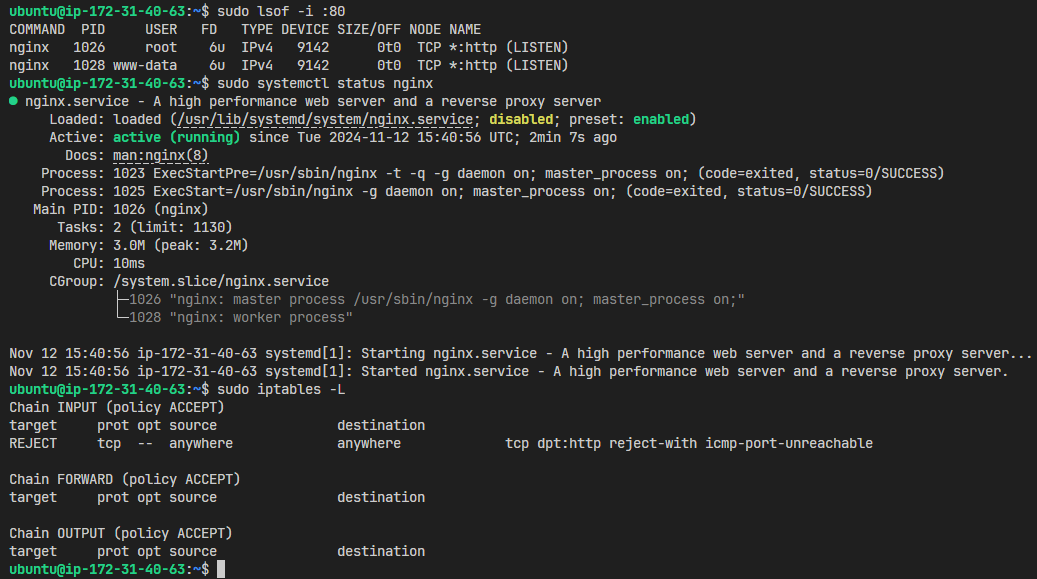 ubuntu@ip-172-31-40-63:~$ sudo lsof -i :80
COMMAND  PID     USER   FD   TYPE DEVICE SIZE/OFF NODE NAME
nginx   1026     root    6u  IPv4   9142      0t0  TCP *:http (LISTEN)
nginx   1028 www-data    6u  IPv4   9142      0t0  TCP *:http (LISTEN)
ubuntu@ip-172-31-40-63:~$ sudo systemctl status nginx
● nginx.service - A high performance web server and a reverse proxy server
     Loaded: loaded (/usr/lib/systemd/system/nginx.service; disabled; preset: enabled)
     Active: active (running) since Tue 2024-11-12 15:40:56 UTC; 2min 7s ago
       Docs: man:nginx(8)
    Process: 1023 ExecStartPre=/usr/sbin/nginx -t -q -g daemon on; master_process on; (code=exited, status=0/SUCCESS)
    Process: 1025 ExecStart=/usr/sbin/nginx -g daemon on; master_process on; (code=exited, status=0/SUCCESS)
   Main PID: 1026 (nginx)
      Tasks: 2 (limit: 1130)
     Memory: 3.0M (peak: 3.2M)
        CPU: 10ms
     CGroup: /system.slice/nginx.service
             ├─1026 "nginx: master process /usr/sbin/nginx -g daemon on; master_process on;"
             └─1028 "nginx: worker process"

Nov 12 15:40:56 ip-172-31-40-63 systemd[1]: Starting nginx.service - A high performance web server and a reverse proxy server...
Nov 12 15:40:56 ip-172-31-40-63 systemd[1]: Started nginx.service - A high performance web server and a reverse proxy server.
ubuntu@ip-172-31-40-63:~$ sudo iptables -L
Chain INPUT (policy ACCEPT)
target     prot opt source               destination
REJECT     tcp  --  anywhere             anywhere             tcp dpt:http reject-with icmp-port-unreachable

Chain FORWARD (policy ACCEPT)
target     prot opt source               destination

Chain OUTPUT (policy ACCEPT)
target     prot opt source               destination
ubuntu@ip-172-31-40-63:~$